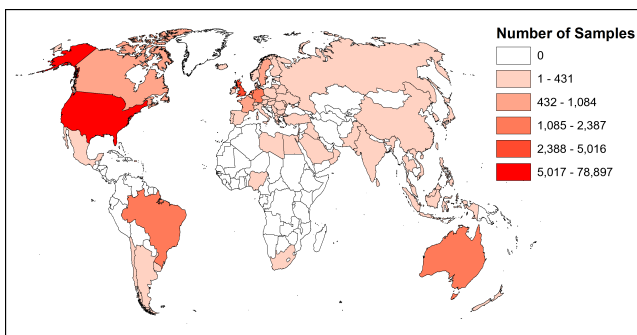 Number of Samples
0
1 - 431
432 - 1,084
1,085 - 2,387
2,388 - 5,016
5,017 - 78,897